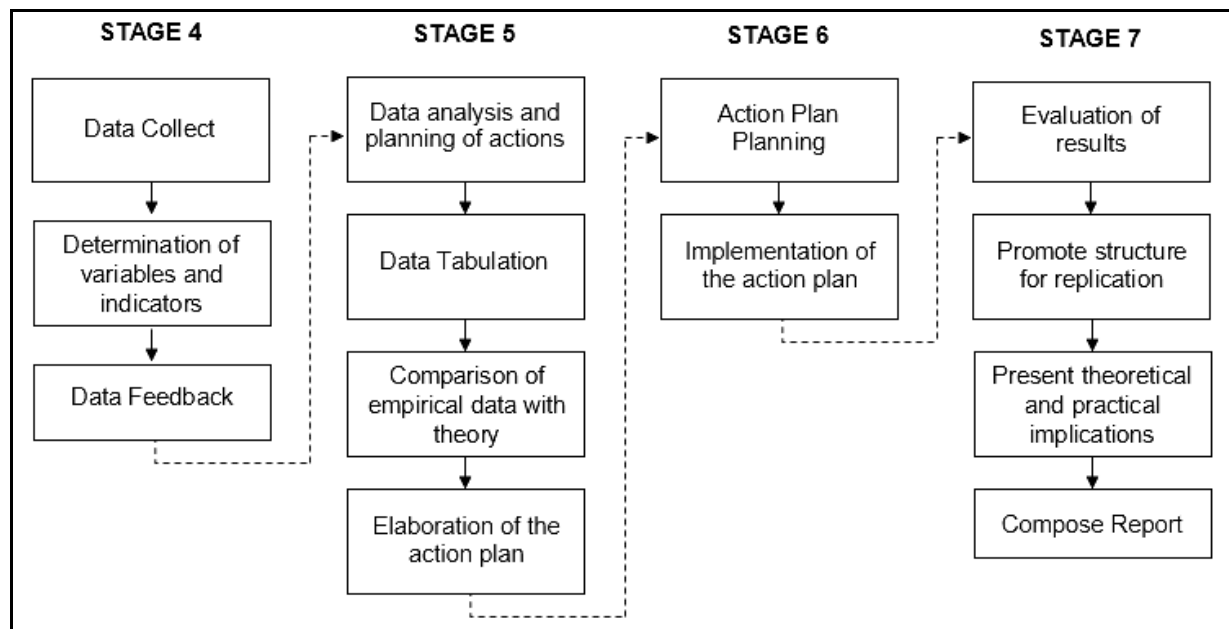 STAGE 4
Data Collect
Determination of
variables and
indicators
Data Feedback
STAGE 5
Data analysis and
planning of actions
Data Tabulation
Comparison of
empirical data with
theory
Elaboration of the
action plan
STAGE 6
Action Plan
Planning
Implementation of
the action plan
STAGE 7
Evaluation of
results
Promote structure
for replication
Present theoretical
and practical
implications
Compose Report